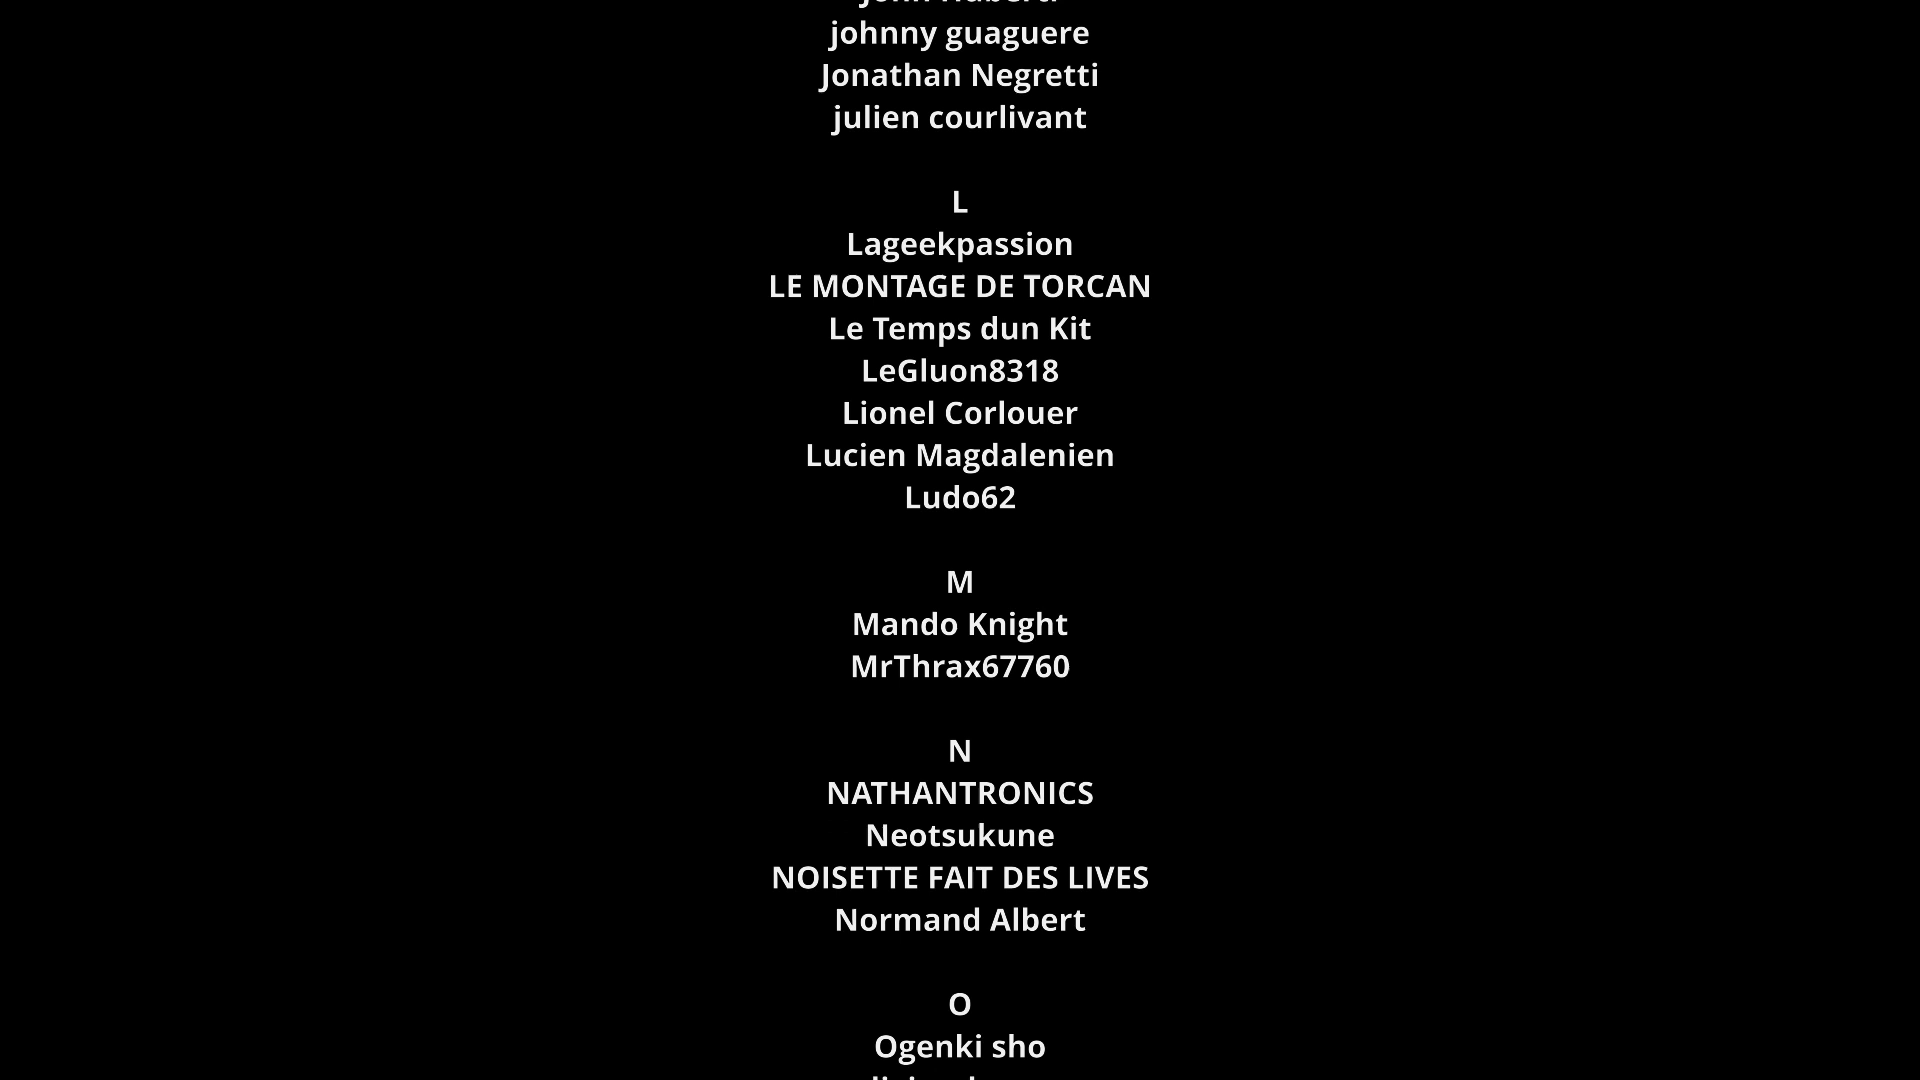 johnny guaguere
Jonathan Negretti
julien courlivant
L
Lageekpassion
LE MONTAGE DE TORCAN
Le Temps dun Kit
LeGluon8318
Lionel Corlouer
Lucien Magdalenien
Ludo62
M
Mando Knight
MrThrax67760
N
NATHANTRONICS
Neotsukune
NOISETTE FAIT DES LIVES
Normand Albert
O
Ogenki sho